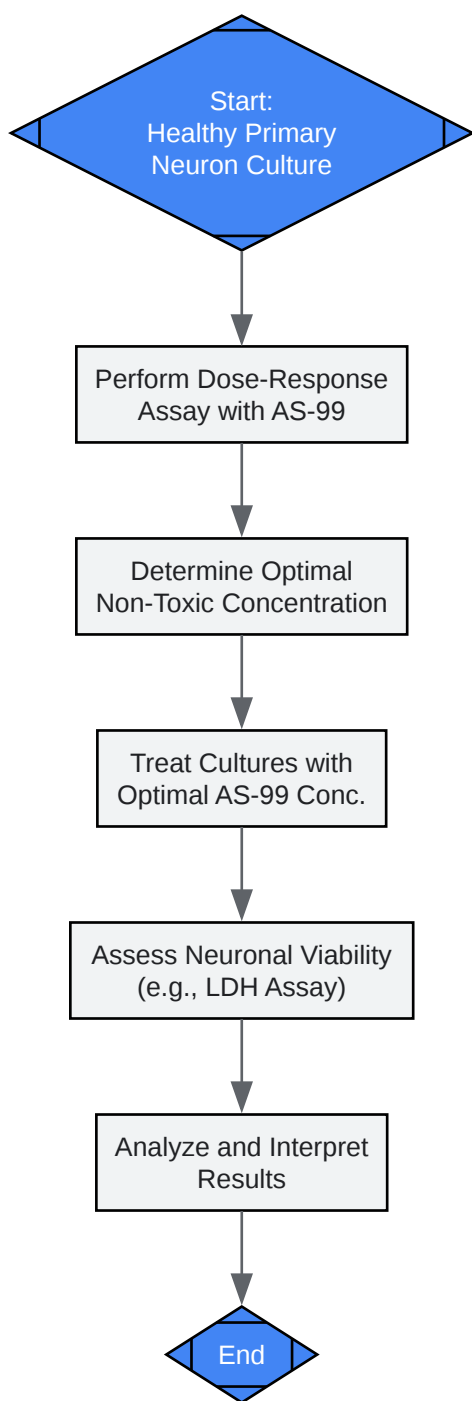 Start:
Healthy Primary
Neuron Culture
Perform Dose-Response
Assay with AS-99
Determine Optimal
Non-Toxic Concentration
Treat Cultures with
Optimal AS-99 Conc.
Assess Neuronal Viability
(e.g., LDH Assay)
Analyze and Interpret
Results
End